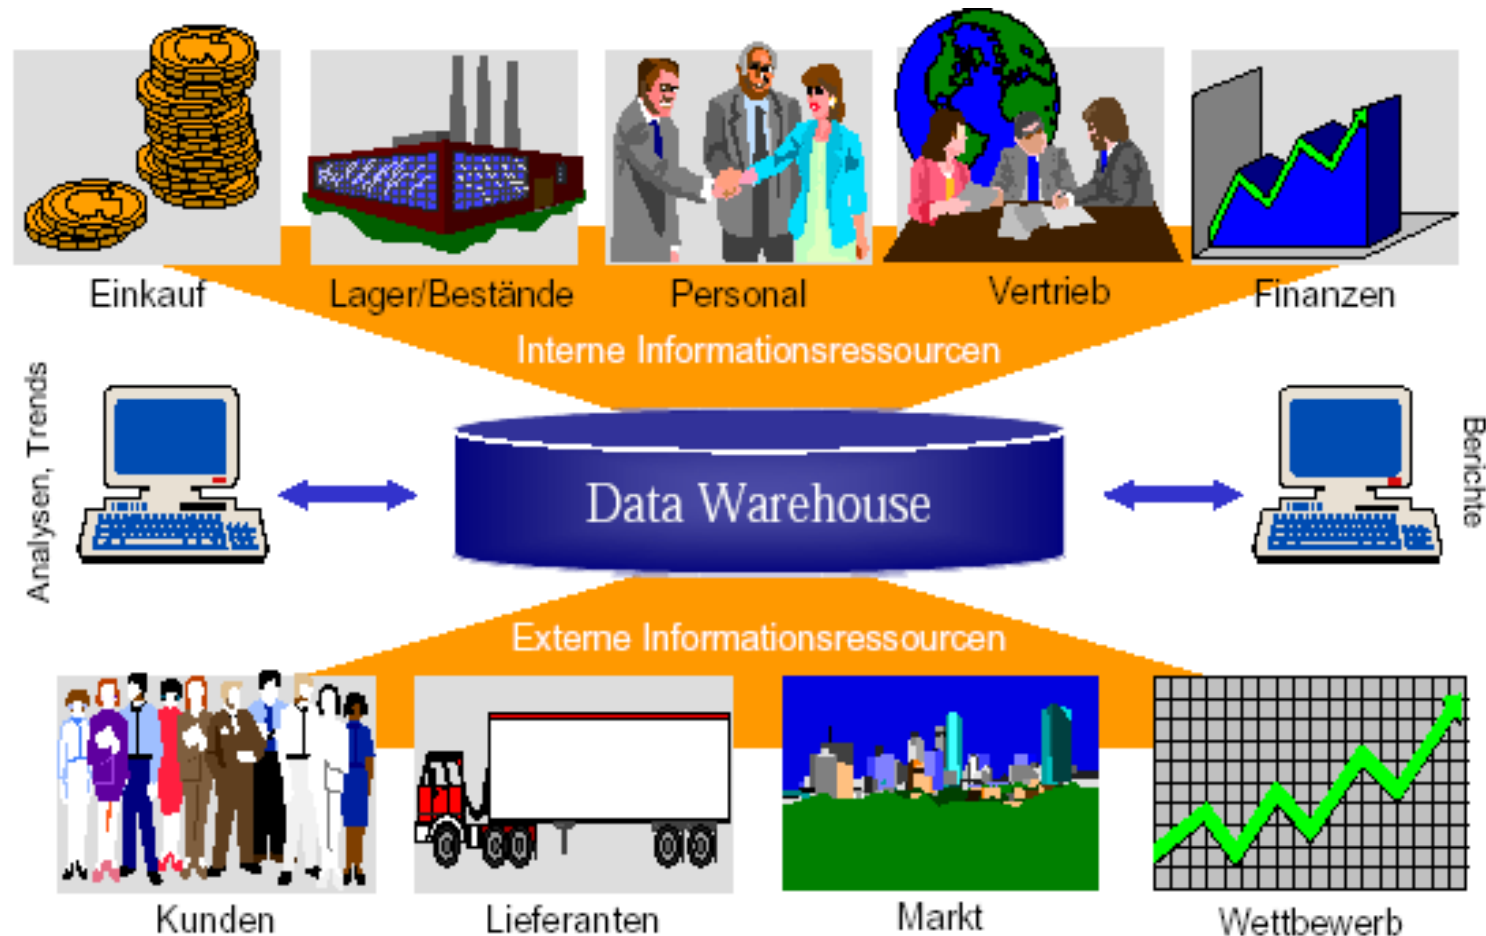 Einkauf
Lager/Bestände
Personal
Vertrieb
Finanzen
Interne Informationsressourcen
Analysen, Trends
Data Warehouse
Berichte
Externe Informationsressourcen
Kunden
Lieferanten
Markt
Wettbewerb